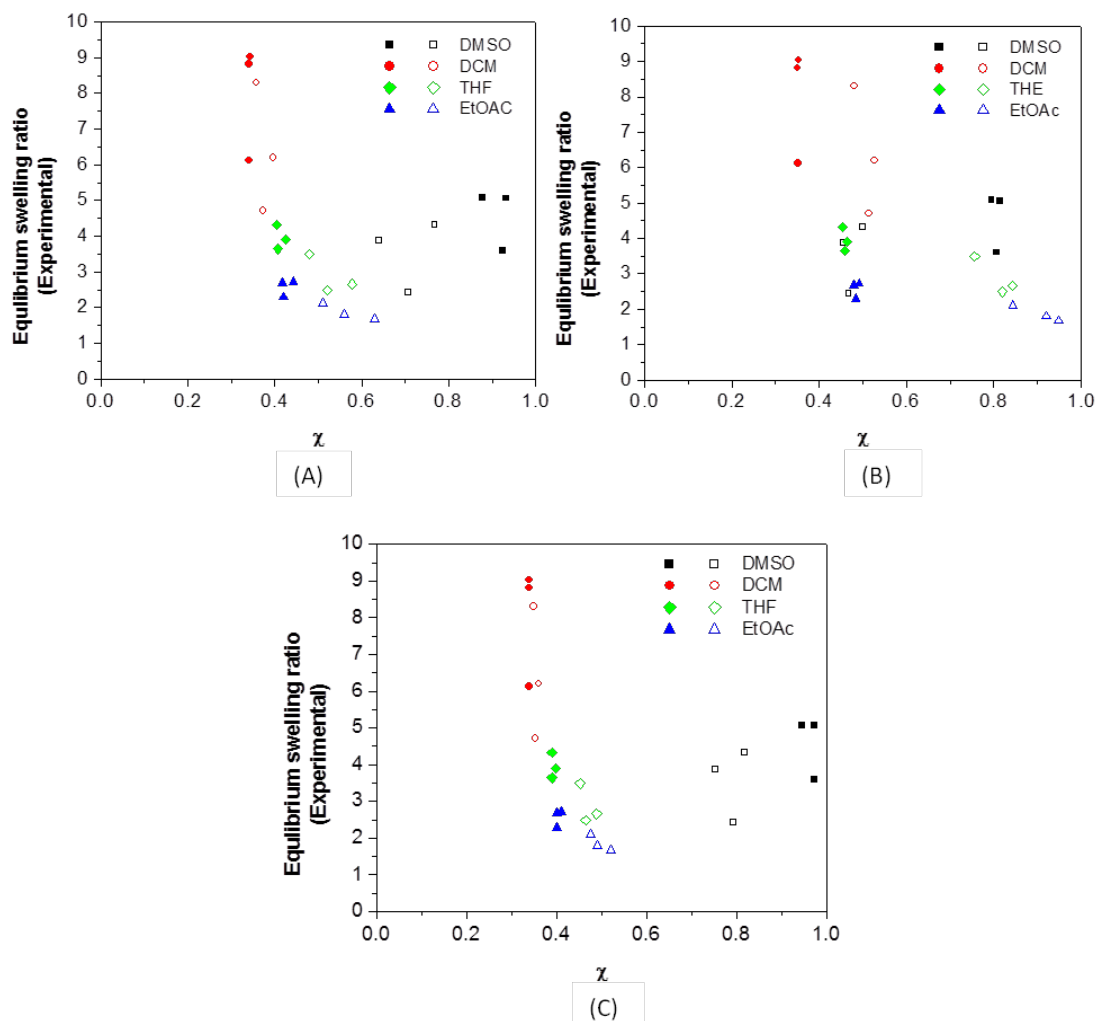 Equlibrium swelling ratio
(Experimental)
10
9
8
7
6
5
4
3
2
1
0
DMSO
DCM
THF
EtOAC
0.0 0.2 0.4 0.6 0.8 1.0
χ
(A)
Equlibrium swelling ratio
(Experimental)
10
9
8
7
6
5
4
3
2
1
0
DMSO
DCM
THE
EtOAc
0.0 0.2 0.4 0.6 0.8 1.0
χ
(B)
Equlibrium swelling ratio
(Experimental)
10
9
8
7
6
5
4
3
2
1
0
DMSO
DCM
THF
EtOAc
0.0 0.2 0.4 0.6 0.8 1.0
χ
(C)